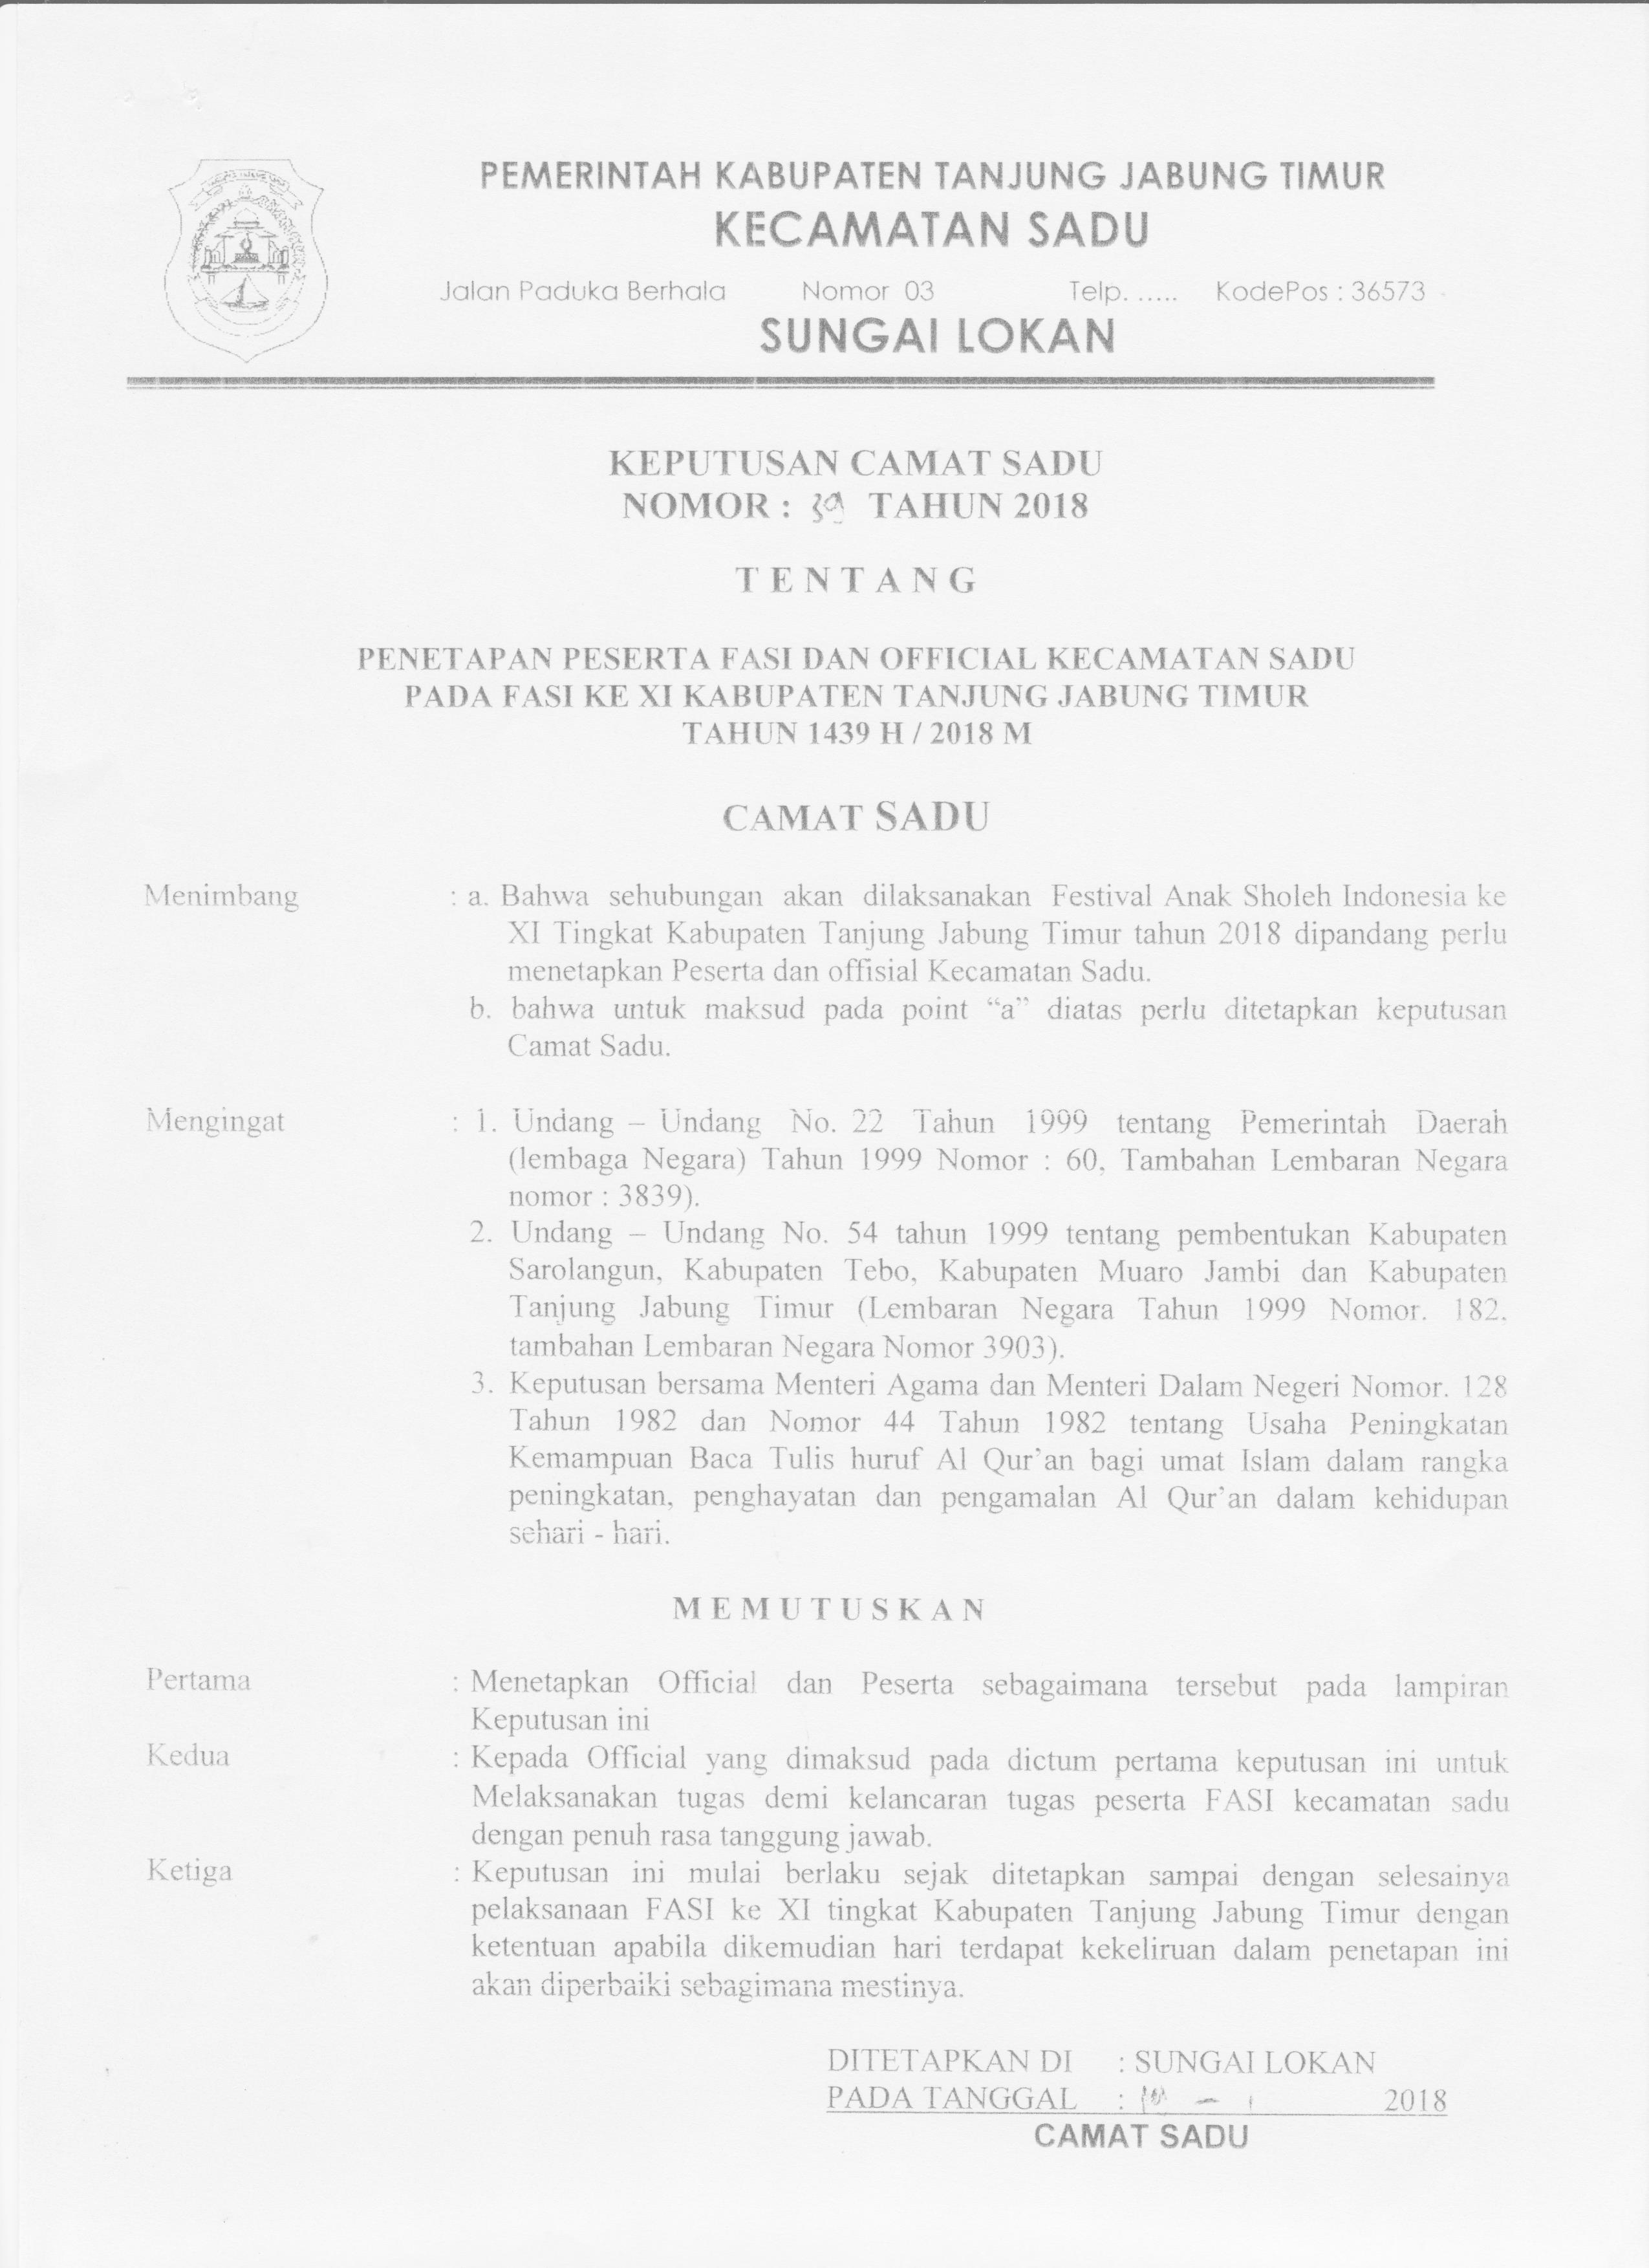 PEMERINTAH KABUPATEN TANJUNG JABUNG TIMUR
KECAMATAN SADU
Jalan Paduka Berhala Nomor 03 Telp. ..... KodePos : 36573
SUNGAI LOKAN
KEPUTUSAN CAMAT SADU
NOMOR : 39 TAHUN 2018
T E N T A N G
PENETAPAN PESERTA FASI DAN OFFICIAL KECAMATAN SADU
PADA FASI KE XI KABUPATEN TANJUNG JABUNG TIMUR
TAHUN 1439 H / 2018 M
CAMAT SADU
Menimbang : a. Bahwa sehubungan akan dilaksanakan Festival Anak Sholeh Indonesia ke
XI Tingkat Kabupaten Tanjung Jabung Timur tahun 2018 dipandang perlu
menetapkan Peserta dan offisial Kecamatan Sadu.
b. bahwa untuk maksud pada point “a” diatas perlu ditetapkan keputusan
Camat Sadu.
Mengingat : 1. Undang – Undang No. 22 Tahun 1999 tentang Pemerintah Daerah
(lembaga Negara) Tahun 1999 Nomor : 60, Tambahan Lembaran Negara
nomor : 3839).
2. Undang – Undang No. 54 tahun 1999 tentang pembentukan Kabupaten
Sarolangun, Kabupaten Tebo, Kabupaten Muaro Jambi dan Kabupaten
Tanjung Jabung Timur (Lembaran Negara Tahun 1999 Nomor. 182,
tambahan Lembaran Negara Nomor 3903).
3. Keputusan bersama Menteri Agama dan Menteri Dalam Negeri Nomor. 128
Tahun 1982 dan Nomor 44 Tahun 1982 tentang Usaha Peningkatan
Kemampuan Baca Tulis huruf Al Qur’an bagi umat Islam dalam rangka
peningkatan, penghayatan dan pengamalan Al Qur’an dalam kehidupan
sehari - hari.
M E M U T U S K A N
Pertama : Menetapkan Official dan Peserta sebagaimana tersebut pada lampiran
Keputusan ini
Kedua : Kepada Official yang dimaksud pada dictum pertama keputusan ini untuk
Melaksanakan tugas demi kelancaran tugas peserta FASI kecamatan sadu
dengan penuh rasa tanggung jawab.
Ketiga : Keputusan ini mulai berlaku sejak ditetapkan sampai dengan selesainya
pelaksanaan FASI ke XI tingkat Kabupaten Tanjung Jabung Timur dengan
ketentuan apabila dikemudian hari terdapat kekeliruan dalam penetapan ini
akan diperbaiki sebagimana mestinya.
DITETAPKAN DI : SUNGAI LOKAN
PADA TANGGAL : 2018
CAMAT SADU